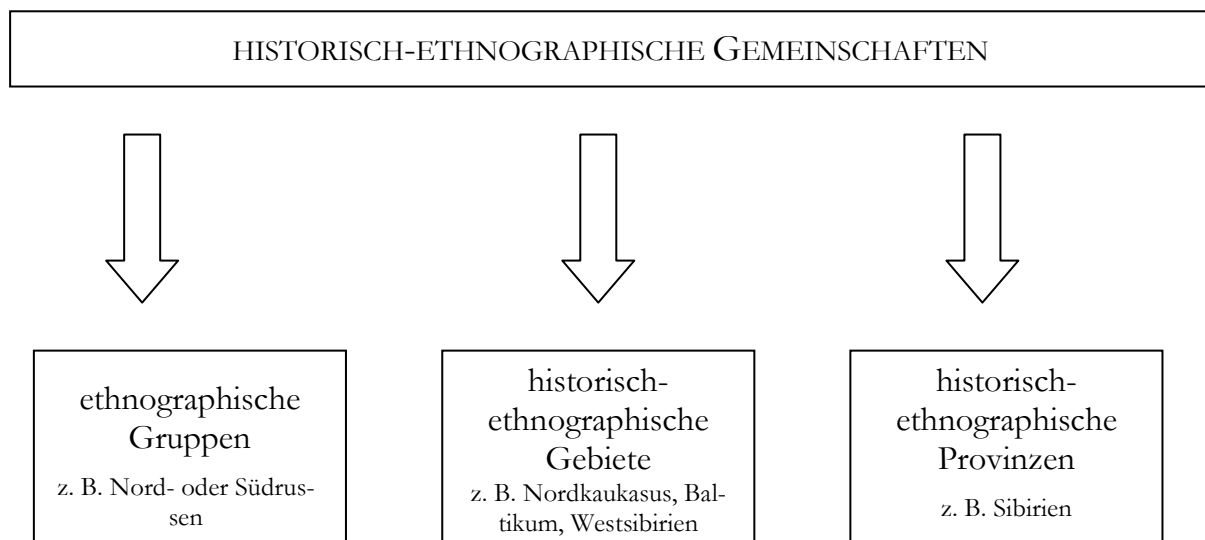 HISTORISCH-ETHNOGRAPHISCHE GEMEINSCHAFTEN
ethnographische
Gruppen
z. B. Nord- oder Südrus-
sen
historisch-
ethnographische
Gebiete
z. B. Nordkaukasus, Bal-
tikum, Westsibirien
historisch-
ethnographische
Provinzen
z. B. Sibirien